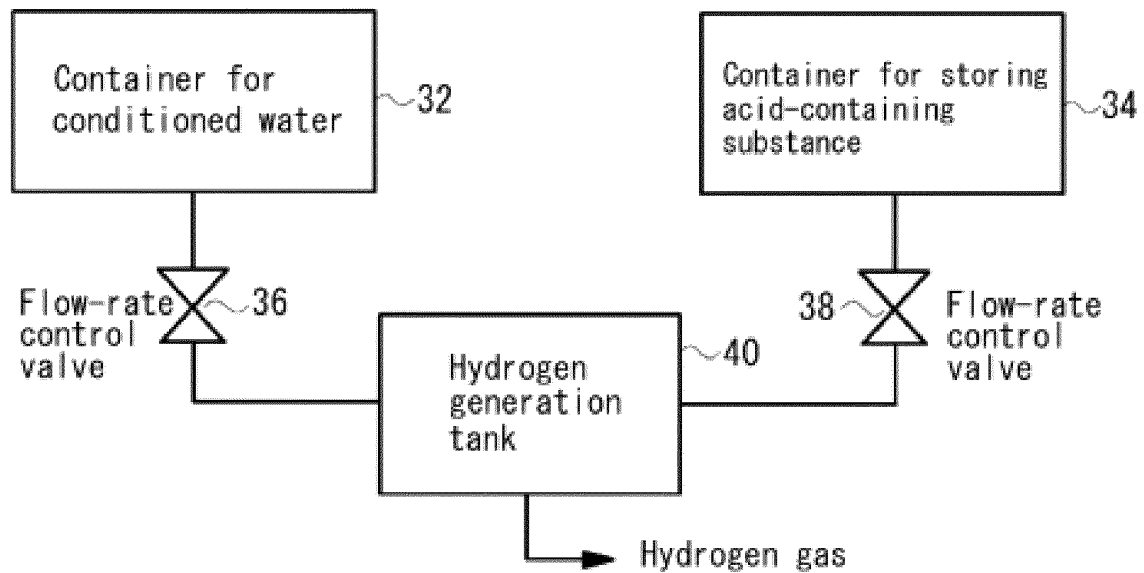 Container for
conditioned water
32
Container for storing
acid-containing
substance
34
Flow-rate
control
valve
36
38
Flow-rate
control
valve
Hydrogen
generation
tank
40
Hydrogen gas